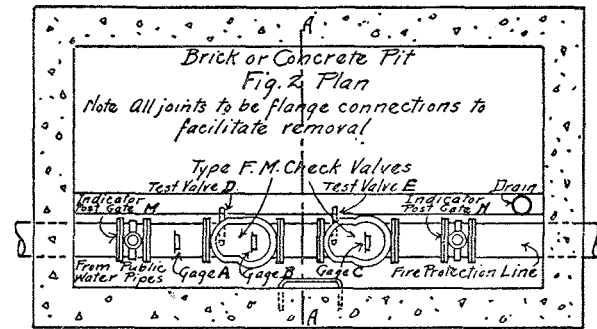 A
Brick or Concrete Pit
Fig. 2 Plan
Note All joints to be flange connections to
facilitate removal
Type F. M. Check Valves
Test Valve D.
Test Valve E
Drain
Indicator
Post Gate M
Indicator
Post Gate N
From Public
Water Pipes
Gage A
Gage B
Gage C
Fire Protection Line
A